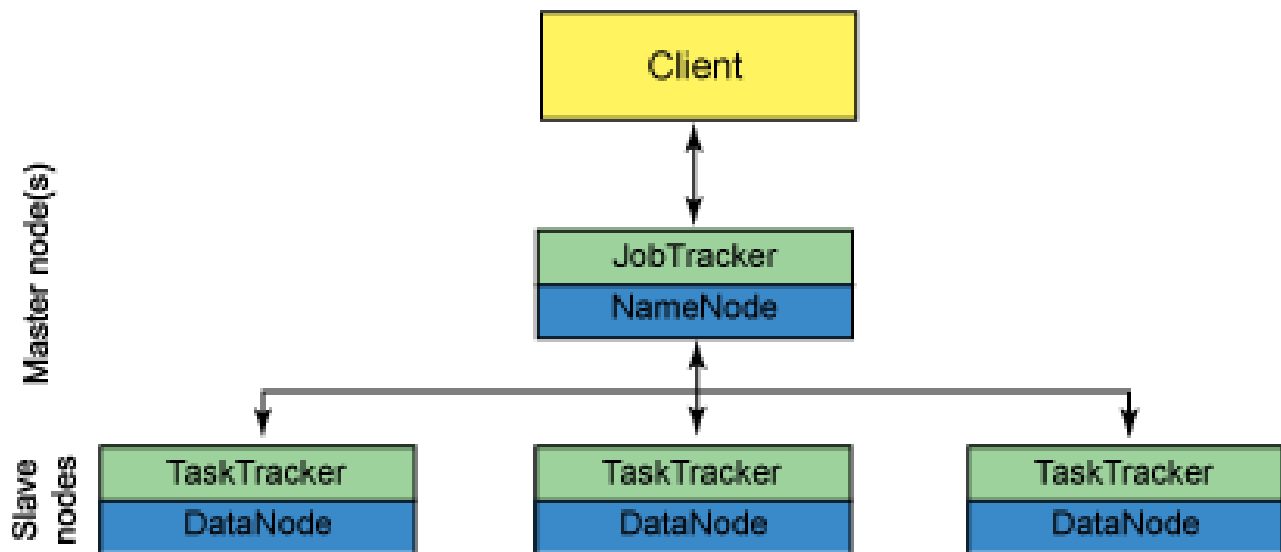 Client
Master node(s)
JobTracker
NameNode
Slave
nodes
TaskTracker
DataNode
TaskTracker
DataNode
TaskTracker
DataNode